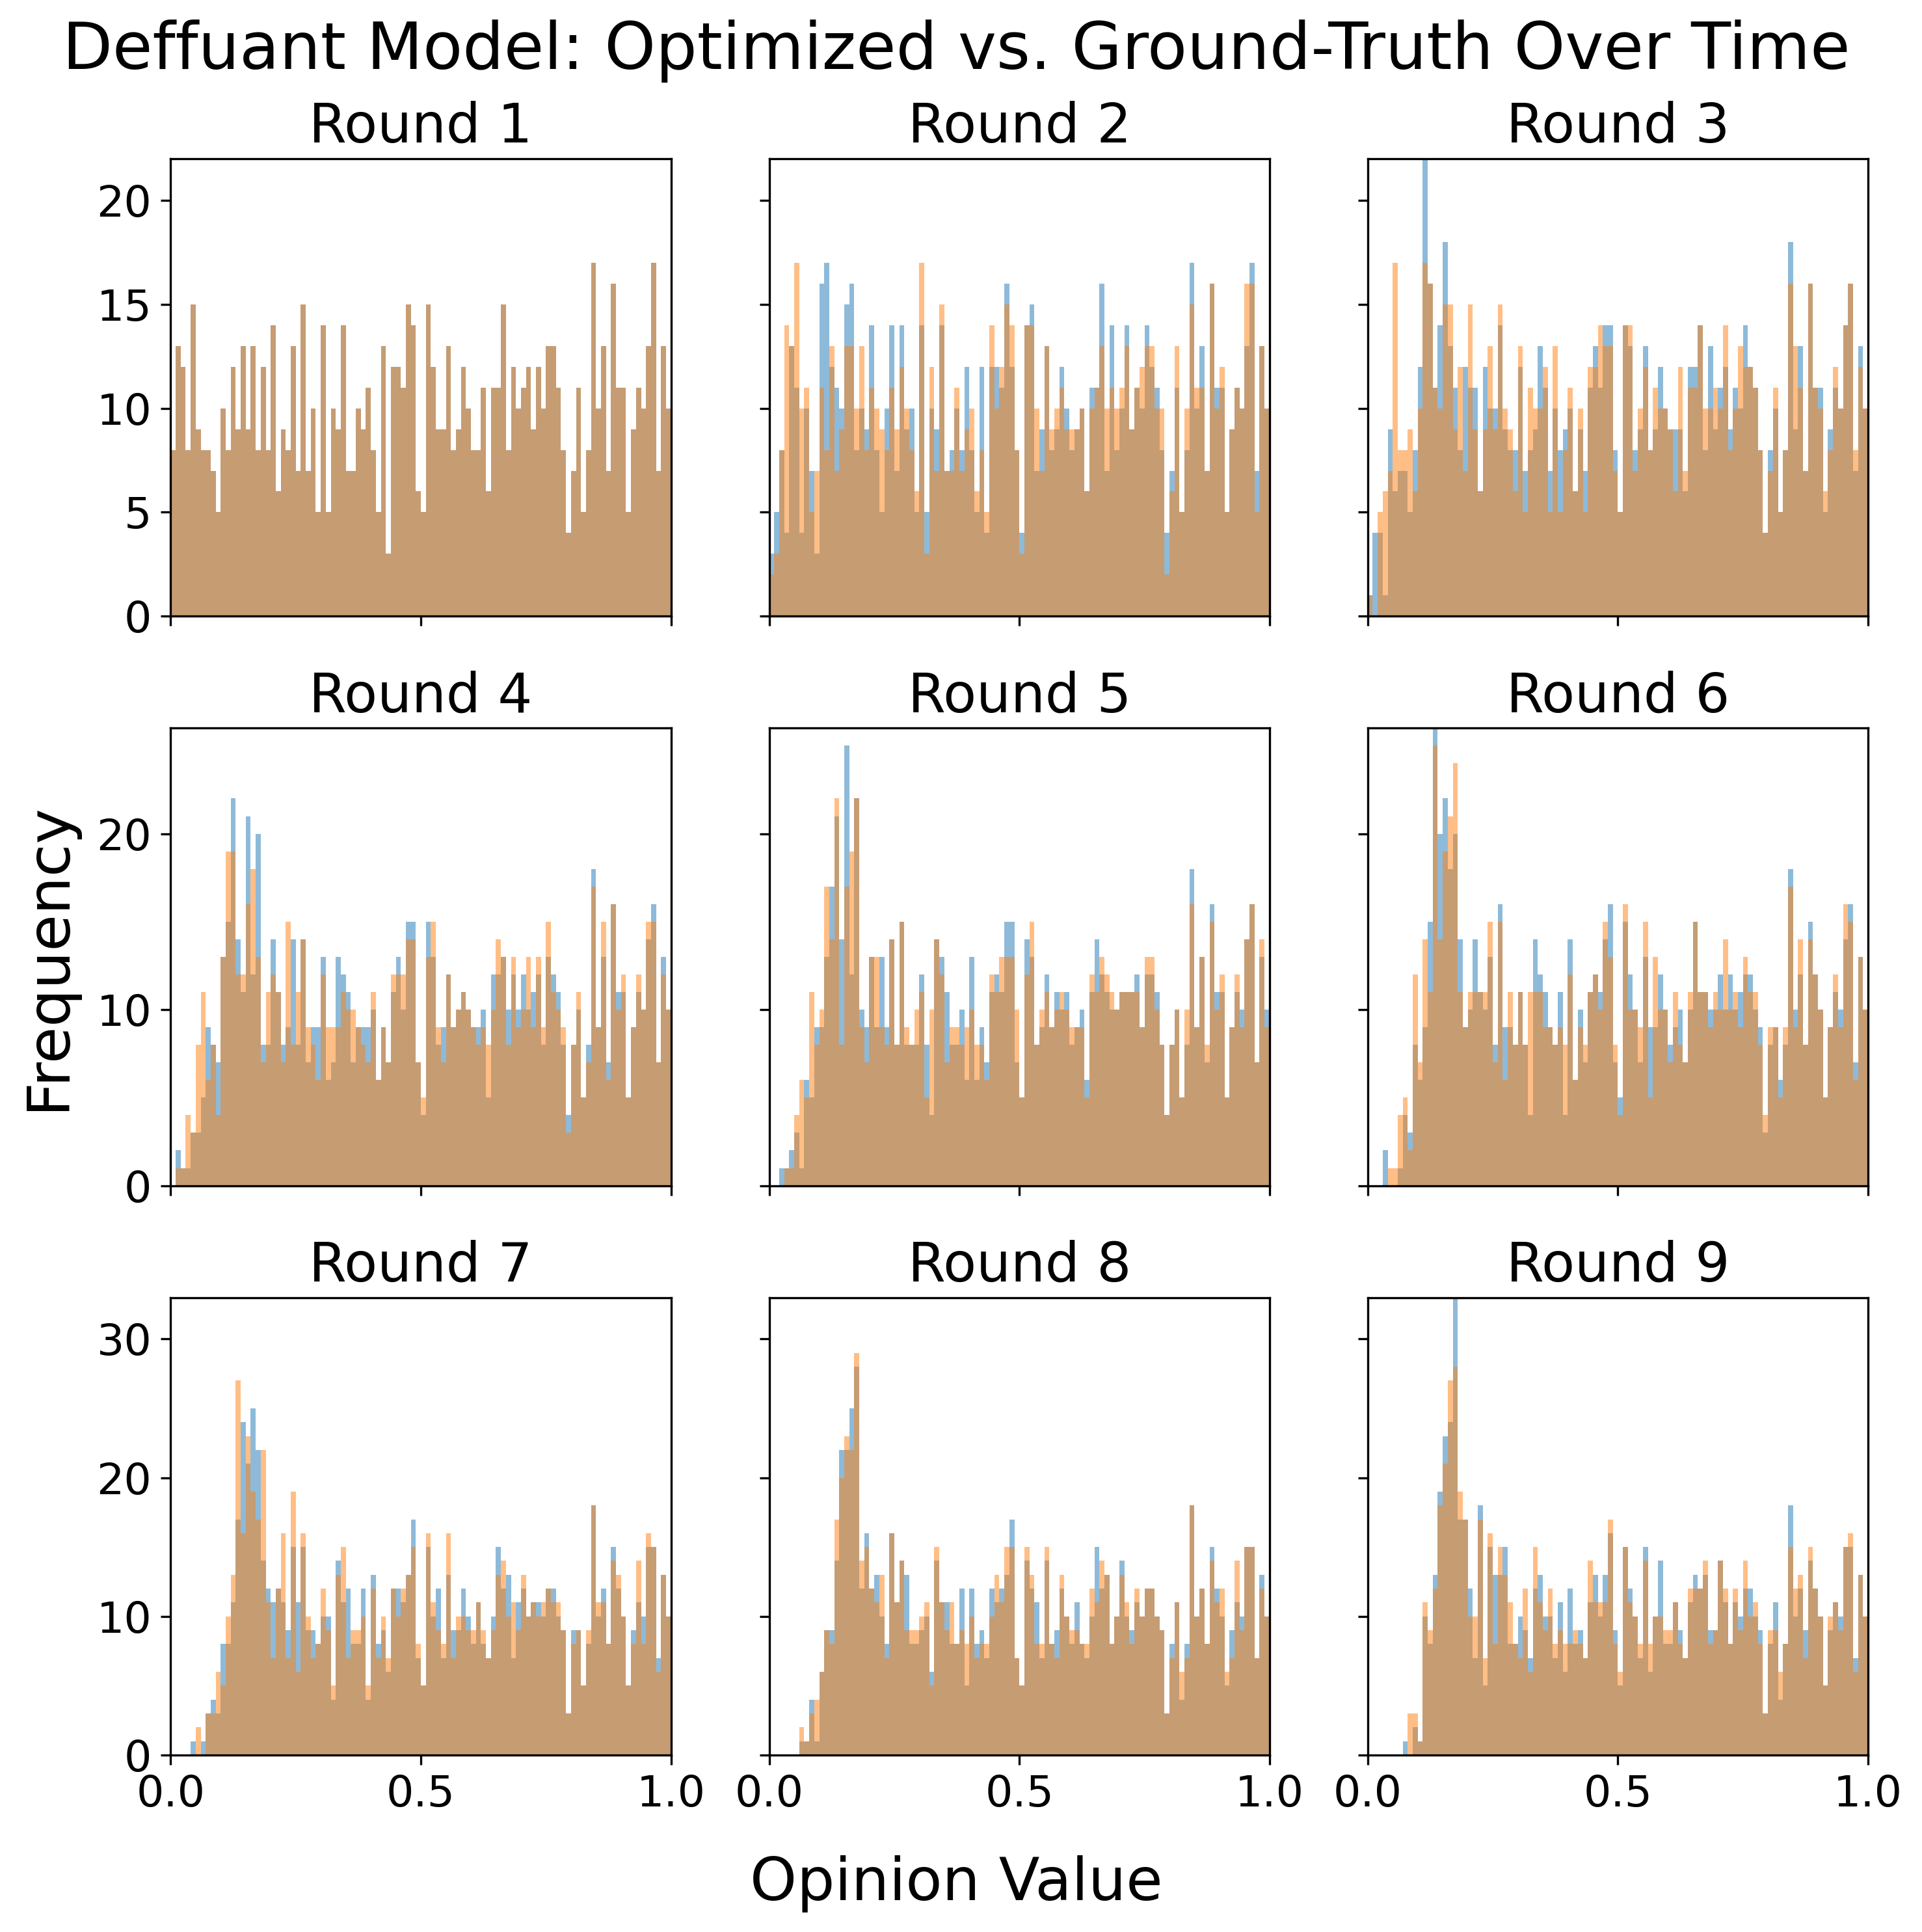 Deffuant Model: Optimized vs. Ground-Truth Over Time
Round 1
Round 2
Round 3
20
15
10
5
0
Round 4
Round 5
Round 6
Frequency
20
10
0
Round 7
Round 8
Round 9
30
20
10
0
0.0 0.5 1.0
0.0 0.5 1.0
0.0 0.5 1.0
Opinion Value